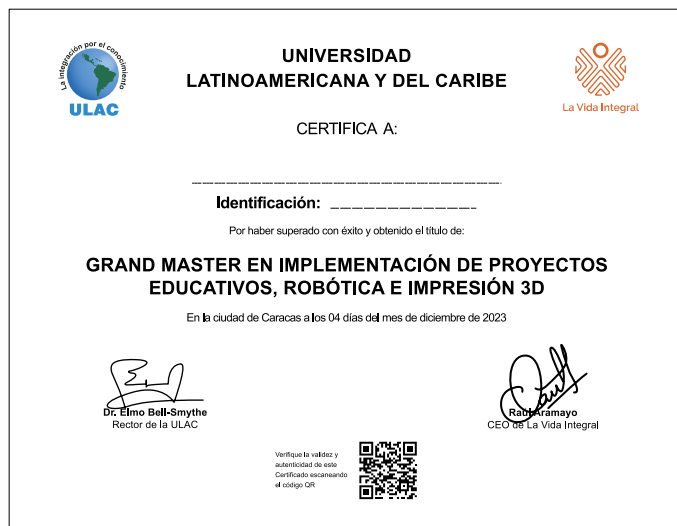 La integración por el conocimiento
ULAC
UNIVERSIDAD
LATINOAMERICANA Y DEL CARIBE
La Vida Integral
CERTIFICA A:
Identificación:
Por haber superado con éxito y obtenido el título de:
GRAND MASTER EN IMPLEMENTACIÓN DE PROYECTOS
EDUCATIVOS, ROBÓTICA E IMPRESIÓN 3D
En la ciudad de Caracas a los 04 días del mes de diciembre de 2023
Dr. Elmo Bell-Smythe
Rector de la ULAC
Raúl Aramayo
CEO de La Vida Integral
Verifique la validez y
autenticidad de este
Certificado escaneando
el código QR